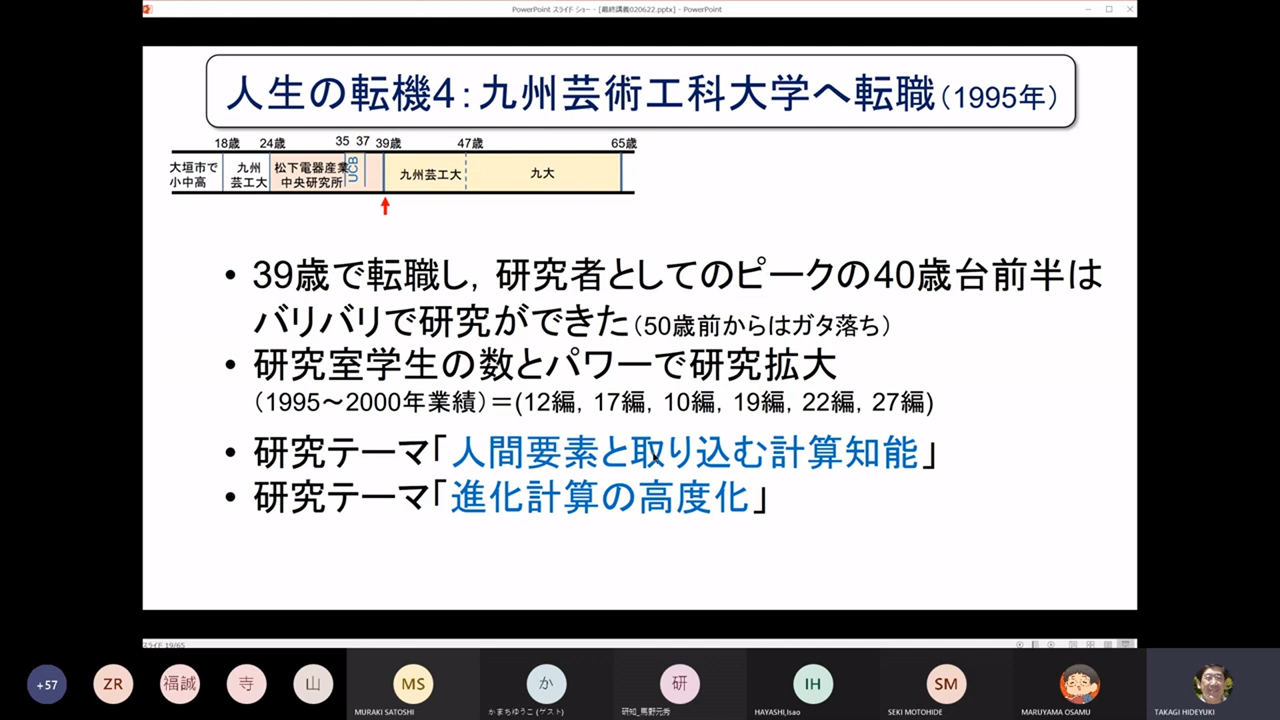 PowerPoint スライド ショー - [最終講義020622.pptx] - PowerPoint
人生の転機4：九州芸術工科大学へ転職（1995年）
18歳 24歳 35 37 39歳 47歳 65歳
大垣市で
小中高
九州
芸工大
松下電器産業
中央研究所
UCB
九州芸工大
九大
• 39歳で転職し，研究者としてのピークの40歳台前半は
バリバリで研究ができた（50歳前からはガタ落ち）
• 研究室学生の数とパワーで研究拡大
（1995～2000年業績）＝(12編，17編，10編，19編，22編，27編)
• 研究テーマ「人間要素と取り込む計算知能」
• 研究テーマ「進化計算の高度化」
スライド 19/65
+57
ZR
福誠
寺
山
MS
MURAKI SATOSHI
か
かまちゆうこ (ゲスト)
研
研知_馬野元秀
IH
HAYASHI,Isao
SM
SEKI MOTOHIDE
MARUYAMA OSAMU
TAKAGI HIDEYUKI